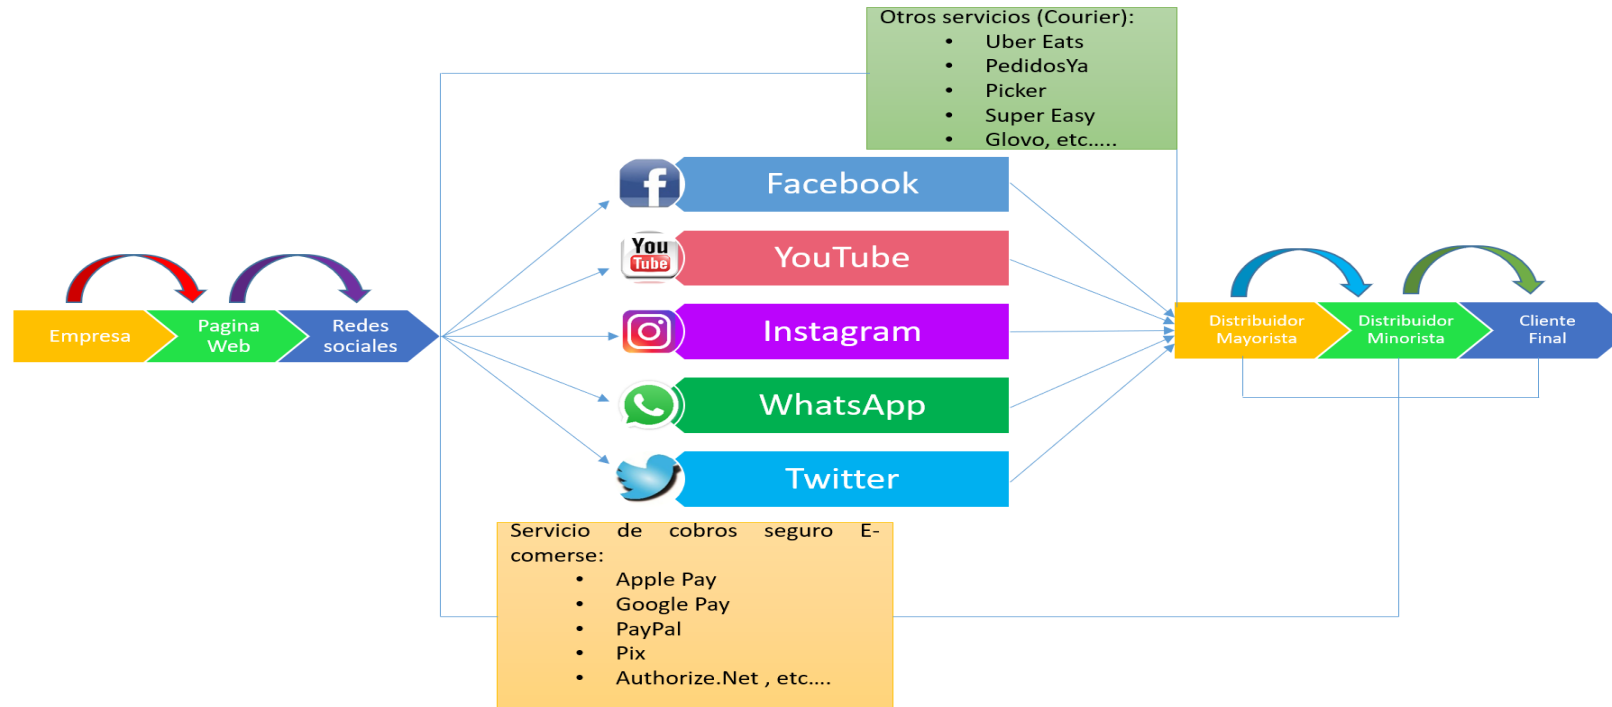 Otros servicios (Courier):
• Uber Eats
• PedidosYa
• Picker
• Super Easy
• Glovo, etc…..
Facebook
You
Tube
YouTube
Instagram
WhatsApp
Twitter
Empresa
Pagina
Web
Redes
sociales
Distribuidor
Mayorista
Distribuidor
Minorista
Cliente
Final
Servicio de cobros seguro E-
comerse:
• Apple Pay
• Google Pay
• PayPal
• Pix
• Authorize.Net , etc….